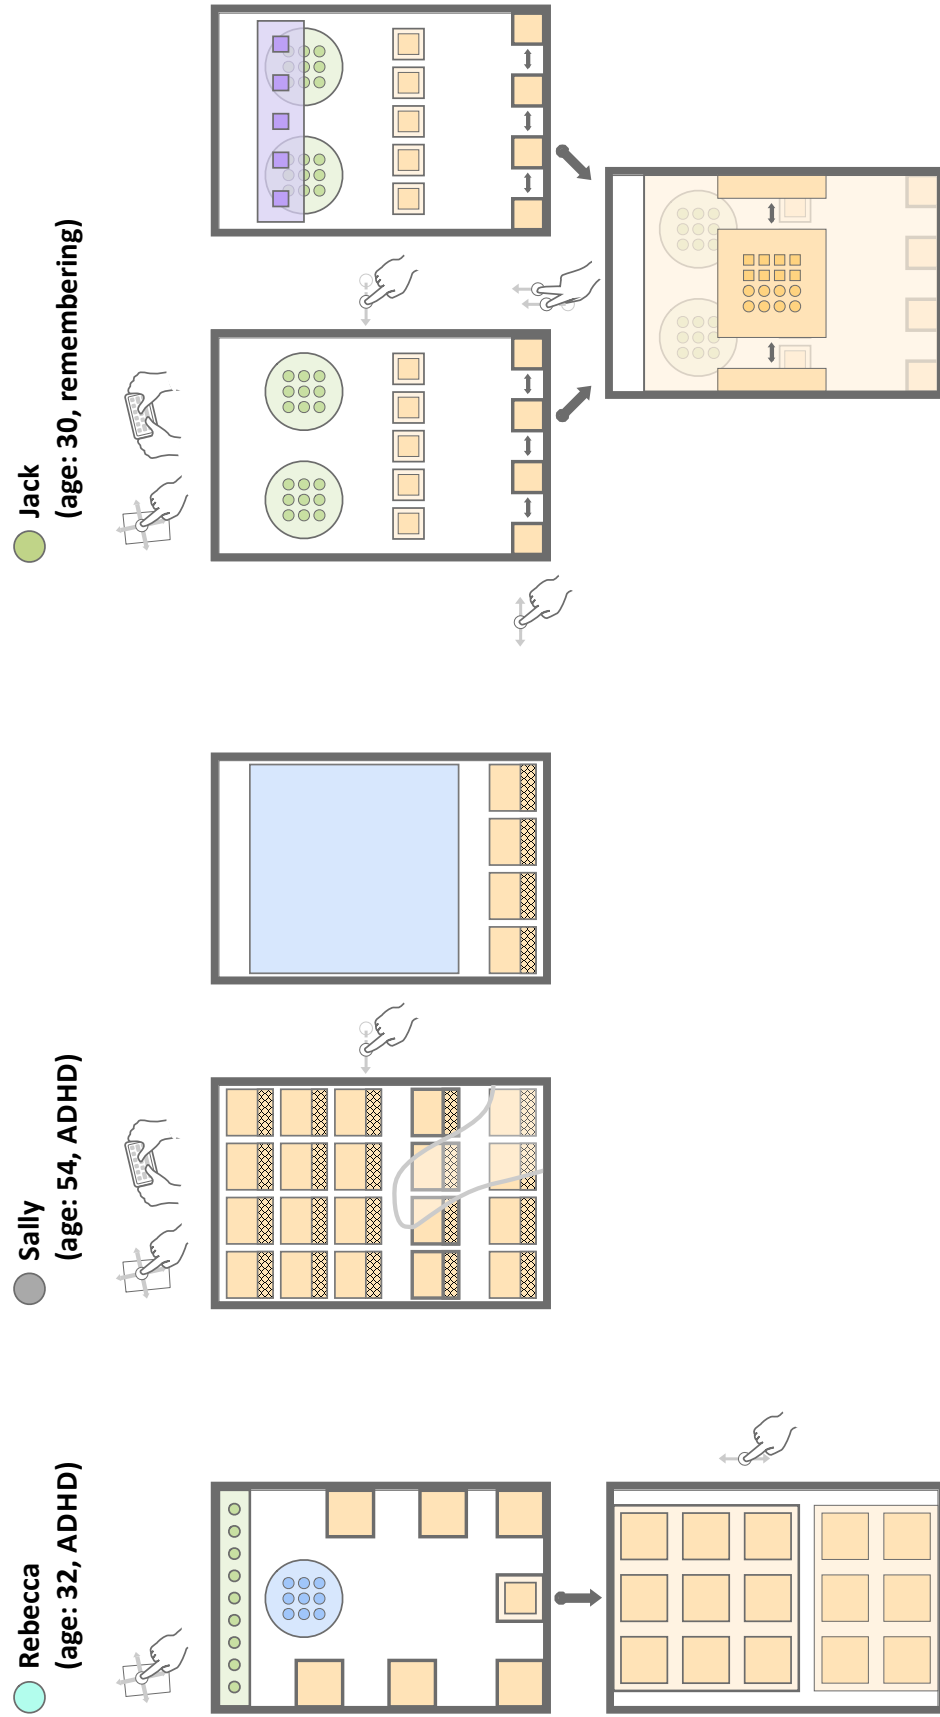 Rebecca
(age: 32, ADHD)
Sally
(age: 54, ADHD)
Jack
(age: 30, remembering)